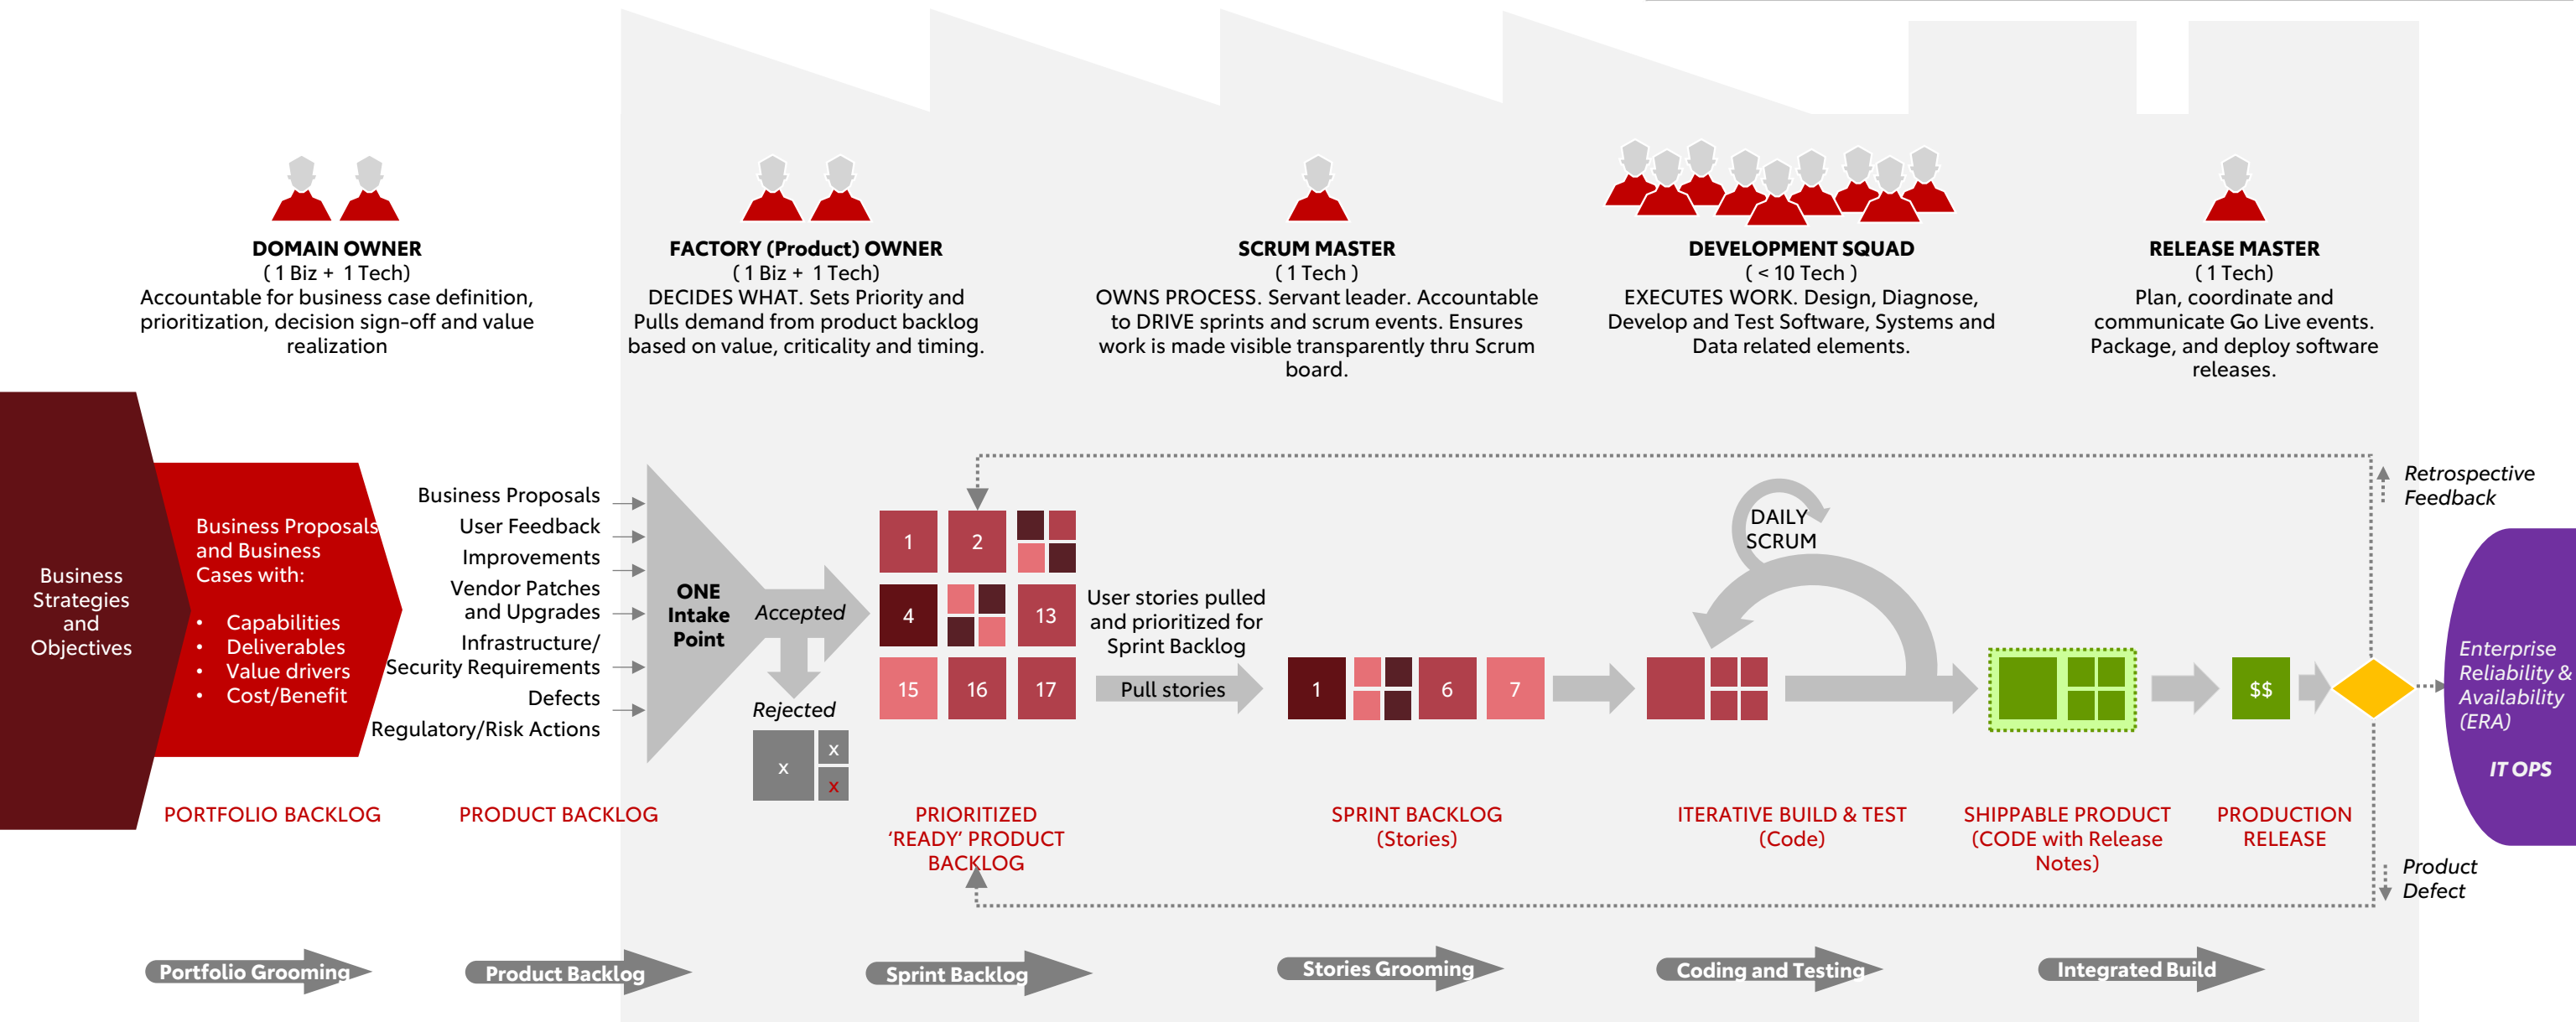 DOMAIN OWNER
( 1 Biz + 1 Tech)
Accountable for business case definition,
prioritization, decision sign-off and value
realization
FACTORY (Product) OWNER
( 1 Biz + 1 Tech)
DECIDES WHAT. Sets Priority and
Pulls demand from product backlog
based on value, criticality and timing.
SCRUM MASTER
( 1 Tech )
OWNS PROCESS. Servant leader. Accountable
to DRIVE sprints and scrum events. Ensures
work is made visible transparently thru Scrum
board.
DEVELOPMENT SQUAD
( < 10 Tech )
EXECUTES WORK. Design, Diagnose,
Develop and Test Software, Systems and
Data related elements.
RELEASE MASTER
( 1 Tech)
Plan, coordinate and
communicate Go Live events.
Package, and deploy software
releases.
Business
Strategies
and
Objectives
Business Proposals
and Business
Cases with:
• Capabilities
• Deliverables
• Value drivers
• Cost/Benefit
Business Proposals
User Feedback
Improvements
Vendor Patches
and Upgrades
Infrastructure/
Security Requirements
Defects
Regulatory/Risk Actions
ONE
Intake
Point
Accepted
Rejected
x
x
x
1
2
4
13
15
16
17
User stories pulled
and prioritized for
Sprint Backlog
Pull stories
1
6
7
DAILY
SCRUM
$$
Retrospective
Feedback
Enterprise
Reliability &
Availability
(ERA)
IT OPS
Product
Defect
PORTFOLIO BACKLOG
PRODUCT BACKLOG
PRIORITIZED
‘READY’ PRODUCT
BACKLOG
SPRINT BACKLOG
(Stories)
ITERATIVE BUILD & TEST
(Code)
SHIPPABLE PRODUCT
(CODE with Release
Notes)
PRODUCTION
RELEASE
Portfolio Grooming
Product Backlog
Sprint Backlog
Stories Grooming
Coding and Testing
Integrated Build